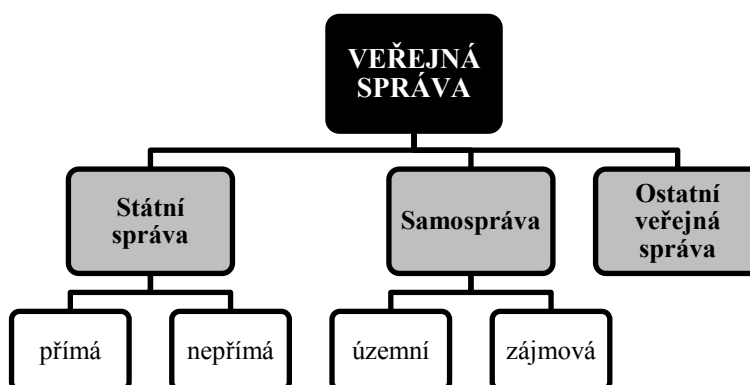 VEŘEJNÁ
SPRÁVA
Státní
správa
Samospráva
Ostatní
veřejná
správa
přímá
nepřímá
územní
zájmová